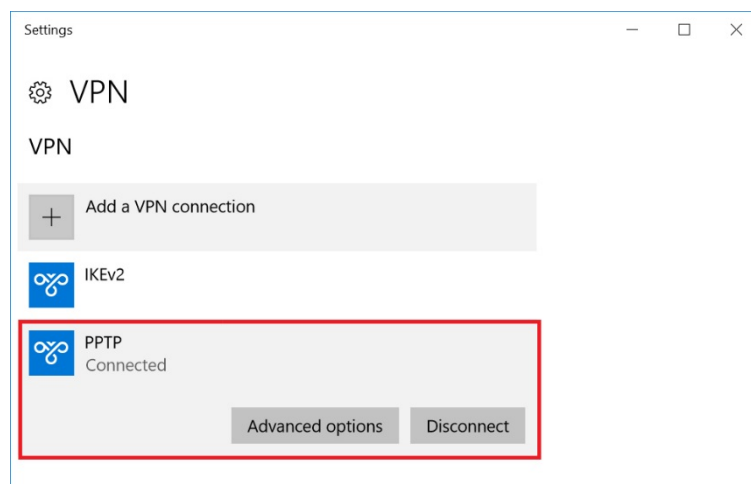 Settings
VPN
VPN
Add a VPN connection
IKEv2
PPTP
Connected
Advanced options
Disconnect